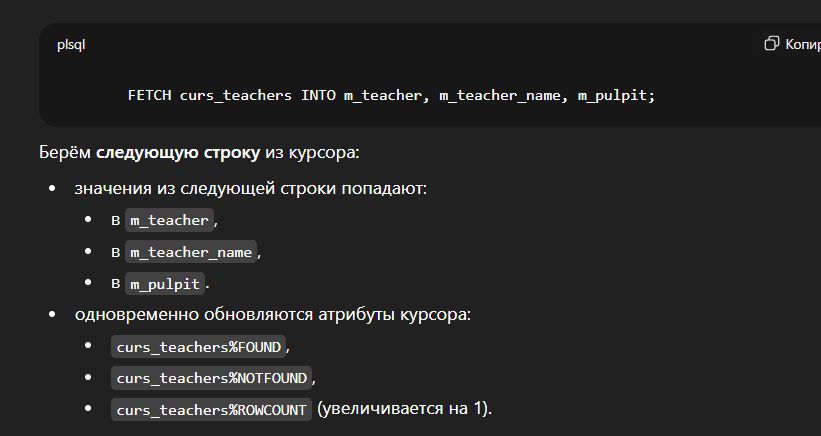 plsql
Копир
FETCH curs_teachers INTO m_teacher, m_teacher_name, m_pulpit;
Берём следующую строку из курсора:
• значения из следующей строки попадают:
• в m_teacher,
• в m_teacher_name,
• в m_pulpit.
• одновременно обновляются атрибуты курсора:
• curs_teachers%FOUND,
• curs_teachers%NOTFOUND,
• curs_teachers%ROWCOUNT (увеличивается на 1).